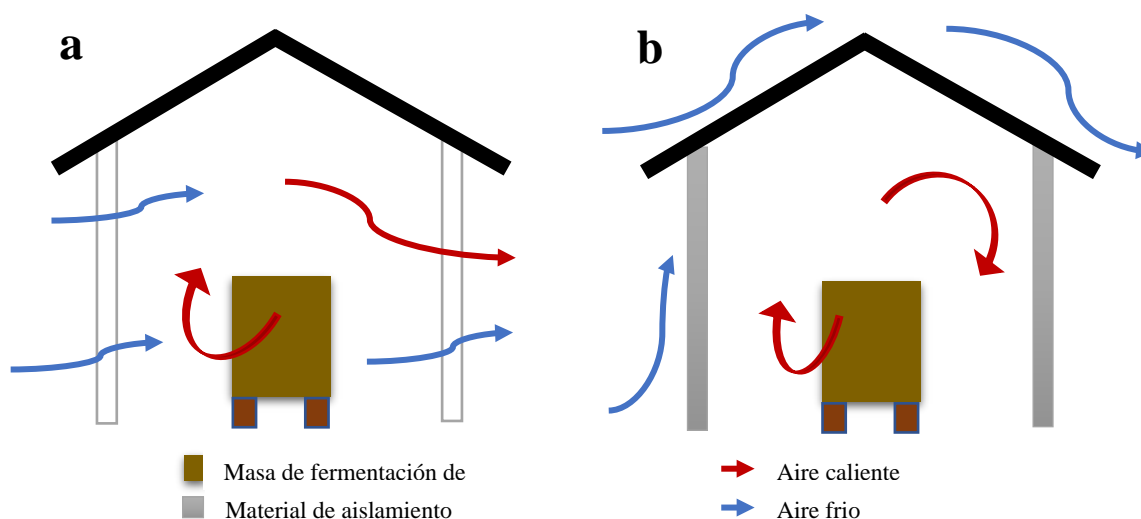 a
b
Masa de fermentación de
Aire caliente
Material de aislamiento
Aire frio